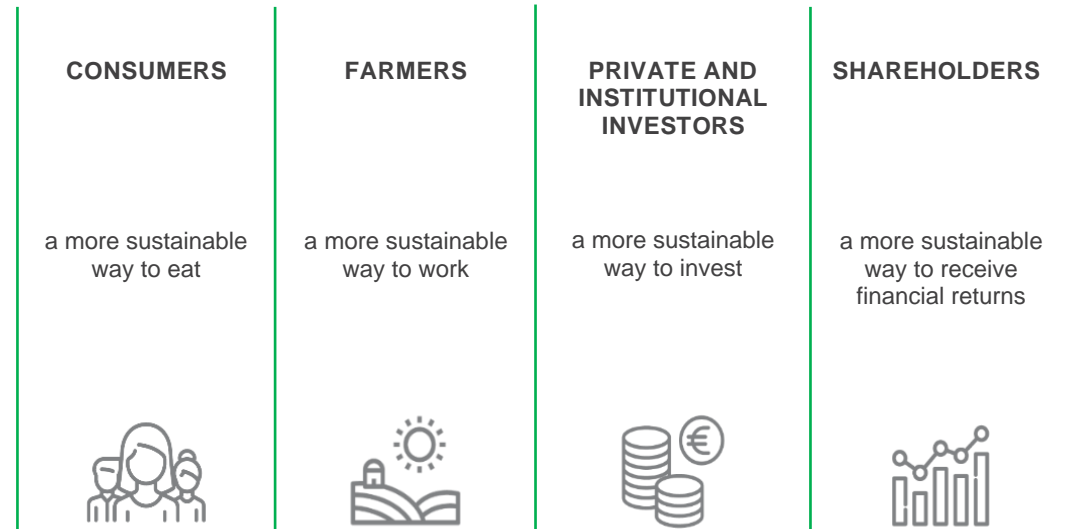 CONSUMERS
a more sustainable
way to eat
FARMERS
a more sustainable
way to work
PRIVATE AND
INSTITUTIONAL
INVESTORS
a more sustainable
way to invest
SHAREHOLDERS
a more sustainable
way to receive
financial returns
€